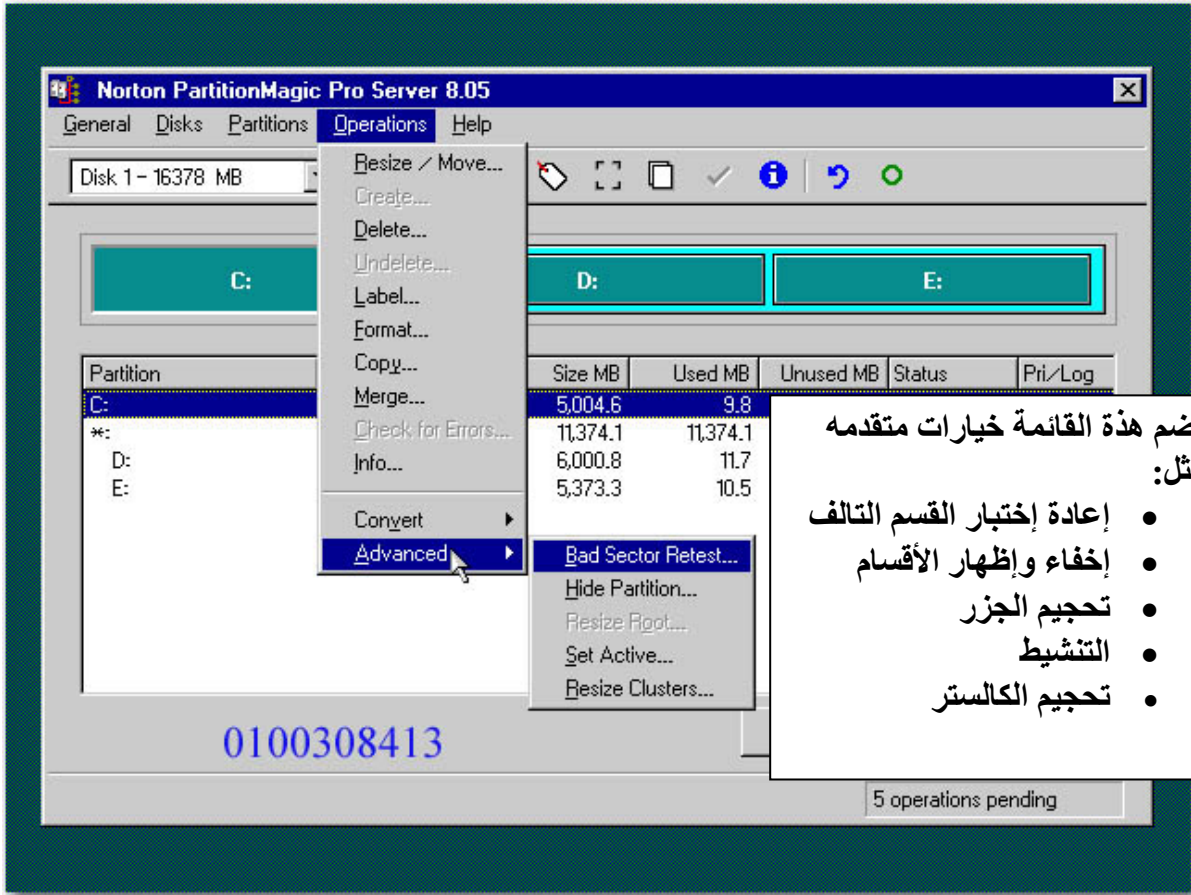 Norton PartitionMagic Pro Server 8.05
General Disks Partitions Operations Help
Disk 1 - 16378 MB
Resize / Move...
Create...
Delete...
Undelete...
Label...
Format...
Copy...
Merge...
Check for Errors...
Info...
Convert
Advanced
Bad Sector Retest...
Hide Partition...
Resize Root...
Set Active...
Resize Clusters...
C: D: E:
Partition Size MB Used MB Unused MB Status Pri/Log
C: 5,004.6 9.8
*: 11,374.1 11,374.1
D: 6,000.8 11.7
E: 5,373.3 10.5
ضم هذة القائمة خيارات متقدمه
ثل:
• إعادة إختبار القسم التالف
• إخفاء وإظهار الأقسام
• تحجيم الجزر
• التنشيط
• تحجيم الكالستر
0100308413
5 operations pending